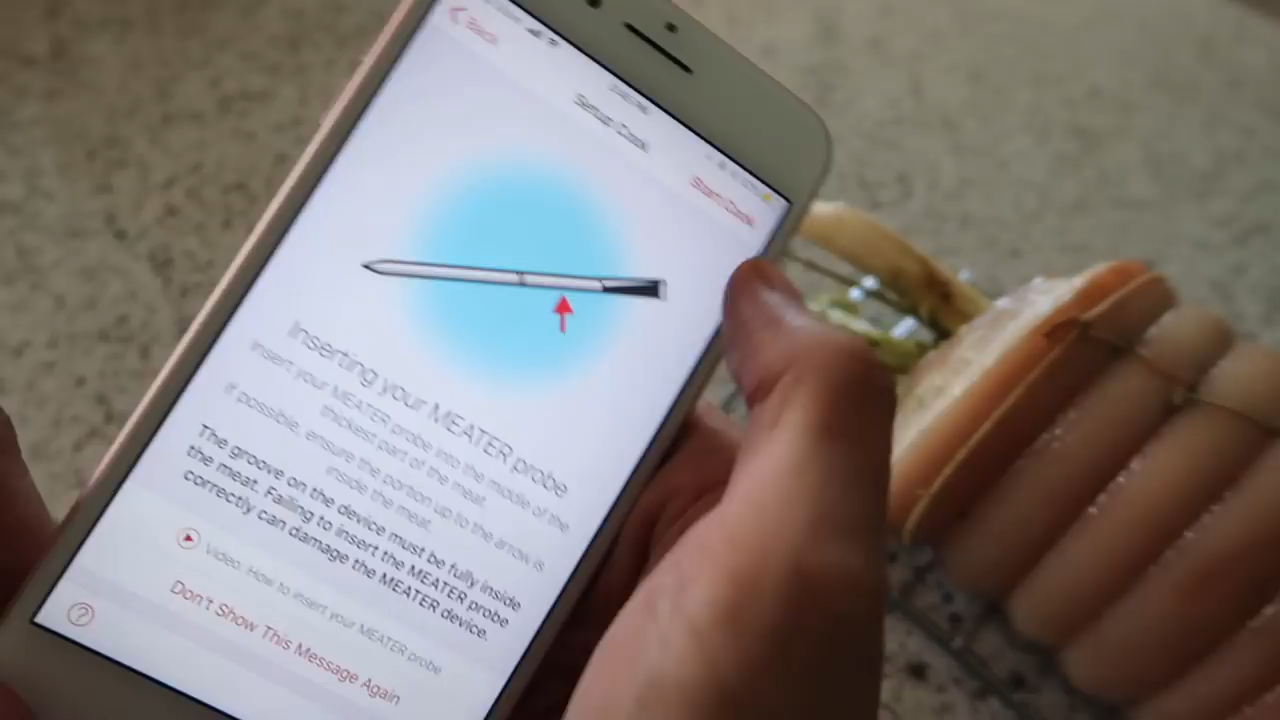 Back
Setup Cook
Start Cook
Inserting your MEATER probe
Insert your MEATER probe into the middle of the
thickest part of the meat.
If possible, ensure the portion up to the arrow is
inside the meat.
The groove on the device must be fully inside
the meat. Failing to insert the MEATER probe
correctly can damage the MEATER device.
Video: How to insert your MEATER probe
Don't Show This Message Again
?